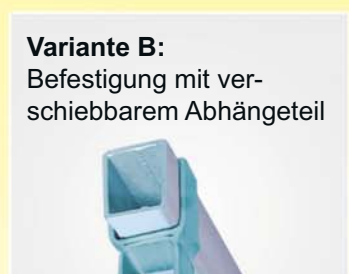 Variante B:
Befestigung mit ver-
schiebbarem Abhängeteil